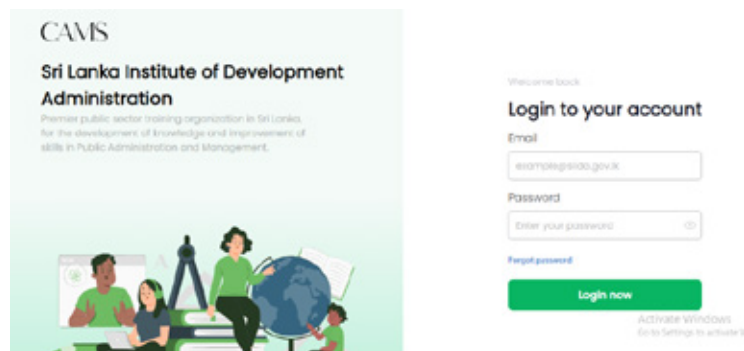 CAMS
Sri Lanka Institute of Development
Administration
Premier public sector training organization in Sri Lanka,
for the development of knowledge and improvement of
skills in Public Administration and Management.
Welcome back
Login to your account
Email
example@slida.gov.lk
Password
Enter your password
Forgot password
Login now
Activate Windows
Go to Settings to activate